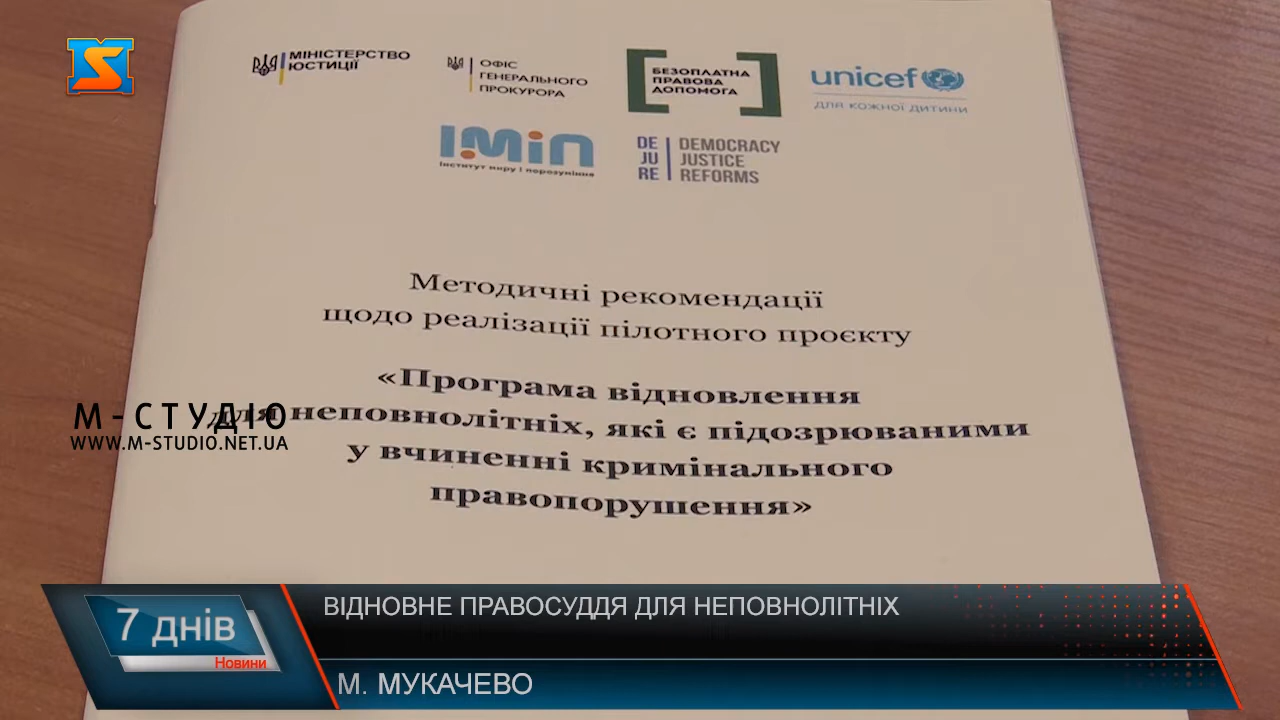 МІНІСТЕРСТВО
ЮСТИЦІЇ
ОФІС
ГЕНЕРАЛЬНОГО
ПРОКУРОРА
БЕЗОПЛАТНА
ПРАВОВА
ДОПОМОГА
unicef
для кожної дитини
ІМіП
Інститут миру і порозуміння
DE
JU
RE
DEMOCRACY
JUSTICE
REFORMS
Методичні рекомендації
щодо реалізації пілотного проєкту
«Програма відновлення
для неповнолітніх, які є підозрюваними
у вчиненні кримінального
правопорушення»
М-СТУДІО
WWW.M-STUDIO.NET.UA
7 днів
Новини
ВІДНОВНЕ ПРАВОСУДДЯ ДЛЯ НЕПОВНОЛІТНІХ
М. МУКАЧЕВО